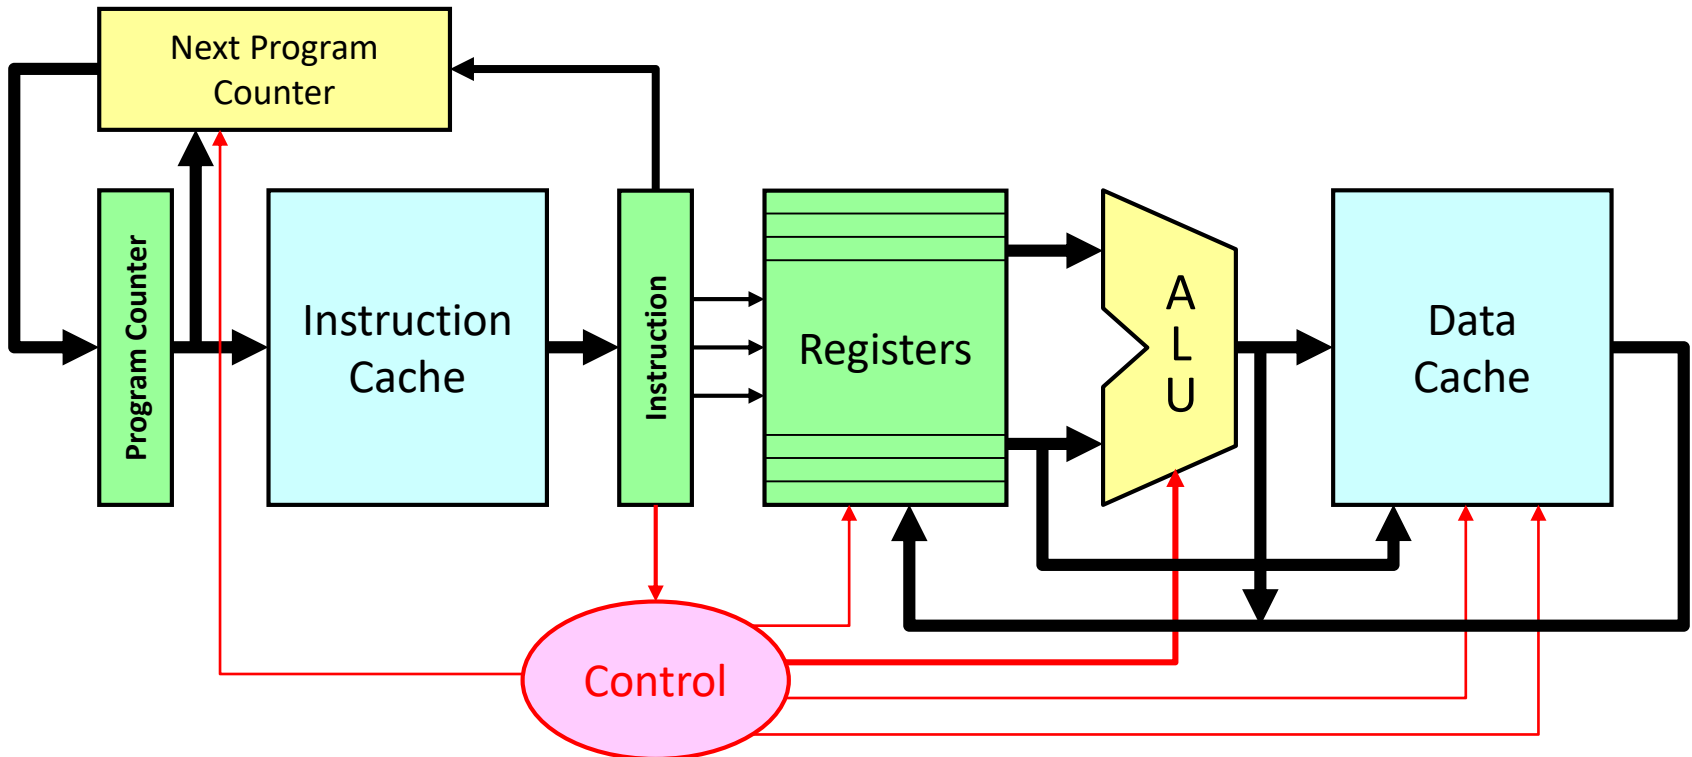 Next Program
Counter
Program Counter
Instruction
Cache
Instruction
Registers
A
L
U
Data
Cache
Control